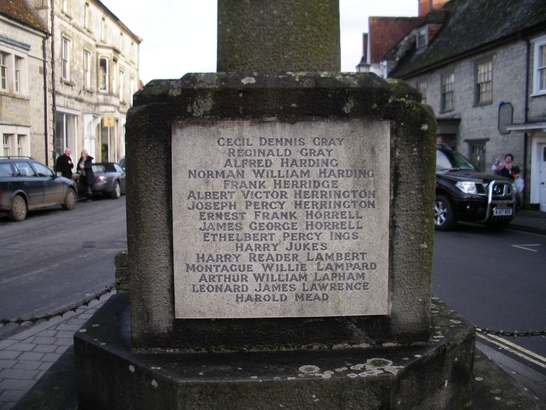 CECIL DENNIS GRAY
REGINALD GRAY
ALFRED HARDING
NORMAN WILLIAM HARDING
FRANK HERRIDGE
ALBERT VICTOR HERRINGTON
JOSEPH PERCY HERRINGTON
ERNEST FRANK HORRELL
JAMES GEORGE HORRELL
ETHELBERT PERCY INGS
HARRY JUKES
HARRY READER LAMBERT
MONTAGUE WILLIE LAMPARD
ARTHUR WILLIAM LAPHAM
LEONARD JAMES LAWRENCE
HAROLD MEAD